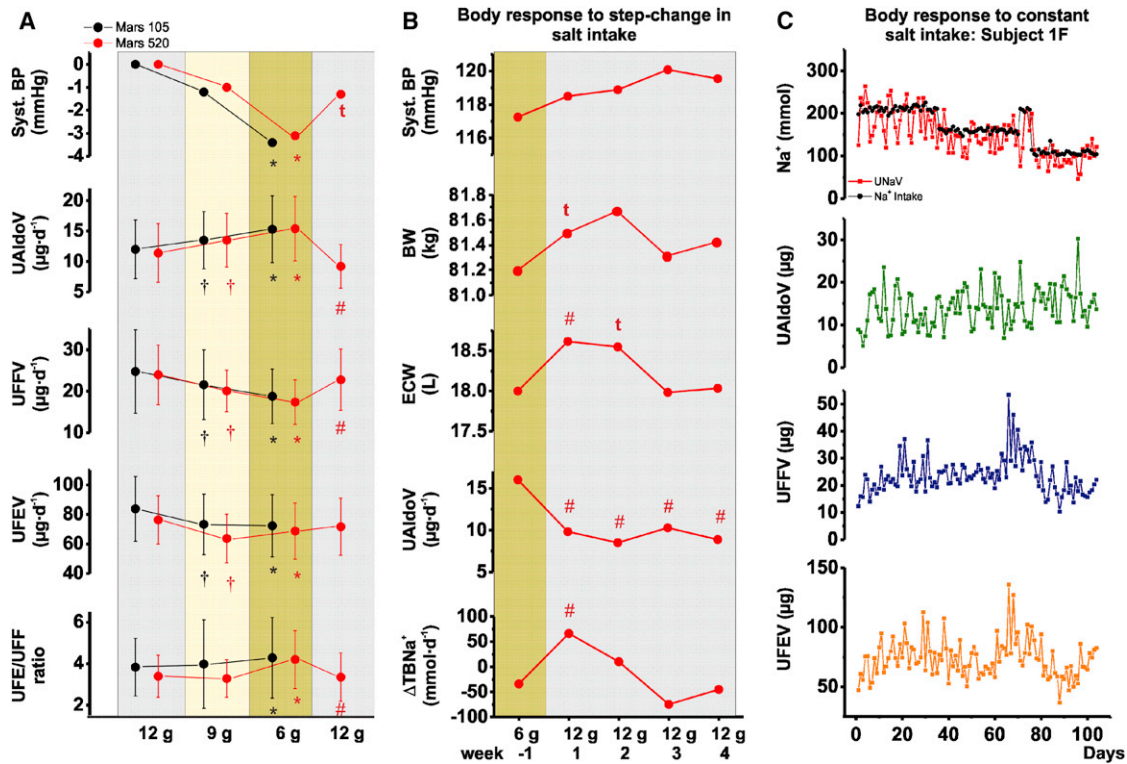 A
Mars 105
Mars 520
Syst. BP
(mmHg)
0
-1
-2
-3
-4
t
*
*
UAldoV
(µg·d⁻¹)
20
15
10
5
†
†
*
*
#
UFFV
(µg·d⁻¹)
30
20
10
†
†
*
*
#
UFEV
(µg·d⁻¹)
100
80
60
40
†
†
*
*
UFE/UFF
ratio
6
4
2
*
*
#
12 g
9 g
6 g
12 g
B
Body response to step-change in
salt intake
Syst. BP
(mmHg)
120
118
116
BW
(kg)
81.8
81.6
81.4
81.2
81.0
t
ECW
(L)
18.5
18.0
17.5
#
t
UAldoV
(µg·d⁻¹)
15
10
5
#
#
#
#
ΔTBNa⁺
(mmol·d⁻¹)
100
50
0
-50
-100
#
6 g
12 g
12 g
12 g
12 g
week
-1
1
2
3
4
C
Body response to constant
salt intake: Subject 1F
Na⁺ (mmol)
300
200
100
0
UNaV
Na⁺ Intake
UAldoV (µg)
30
20
10
0
UFFV (µg)
50
40
30
20
10
0
UFEV (µg)
150
100
50
0
20
40
60
80
100
Days